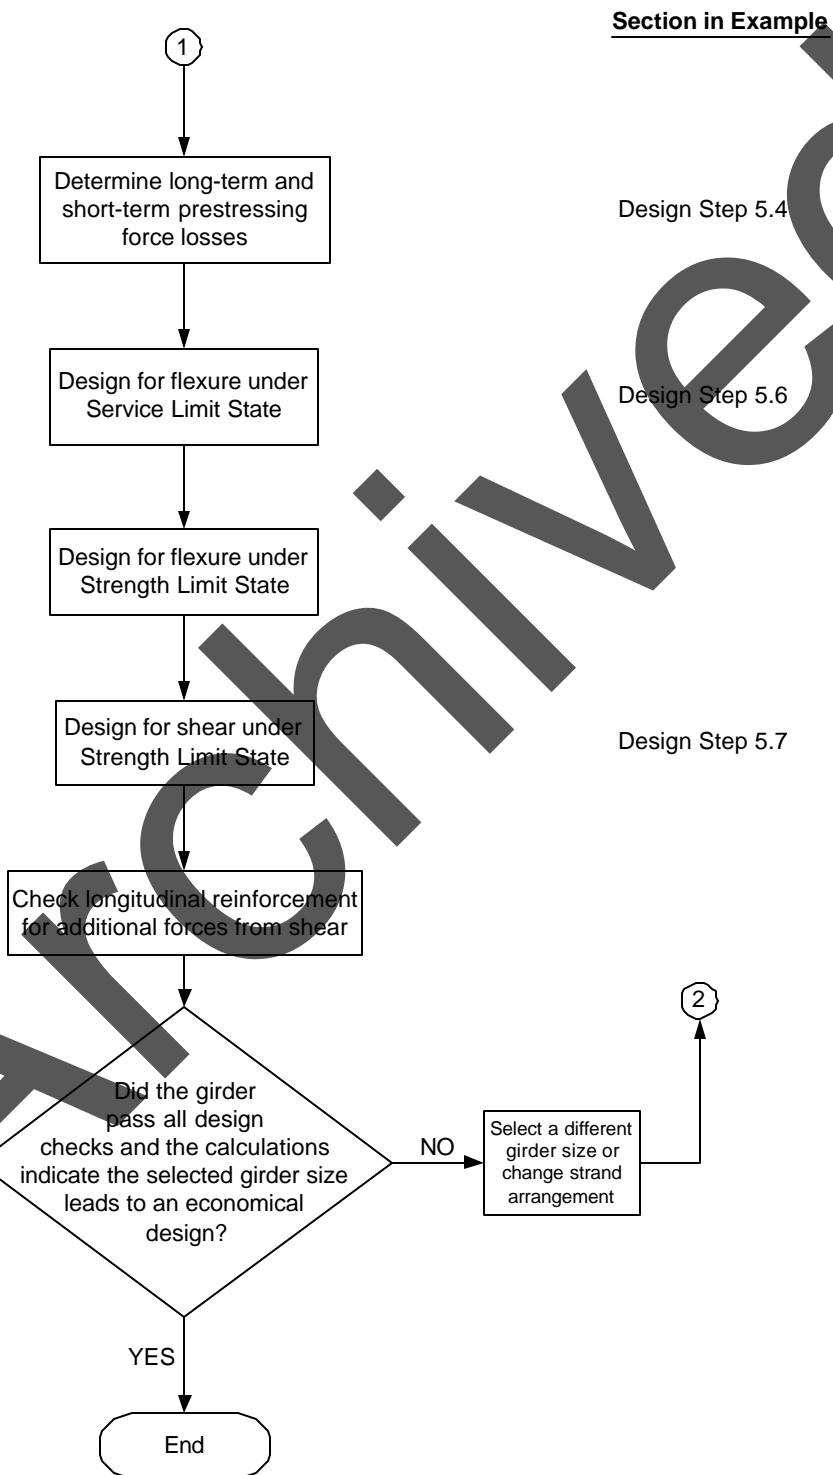 Section in Example
1
Determine long-term and
short-term prestressing
force losses
Design Step 5.4
Design for flexure under
Service Limit State
Design Step 5.6
Design for flexure under
Strength Limit State
Design for shear under
Strength Limit State
Design Step 5.7
Check longitudinal reinforcement
for additional forces from shear
2
Did the girder
pass all design
checks and the calculations
indicate the selected girder size
leads to an economical
design?
NO
Select a different
girder size or
change strand
arrangement
YES
End
Archived